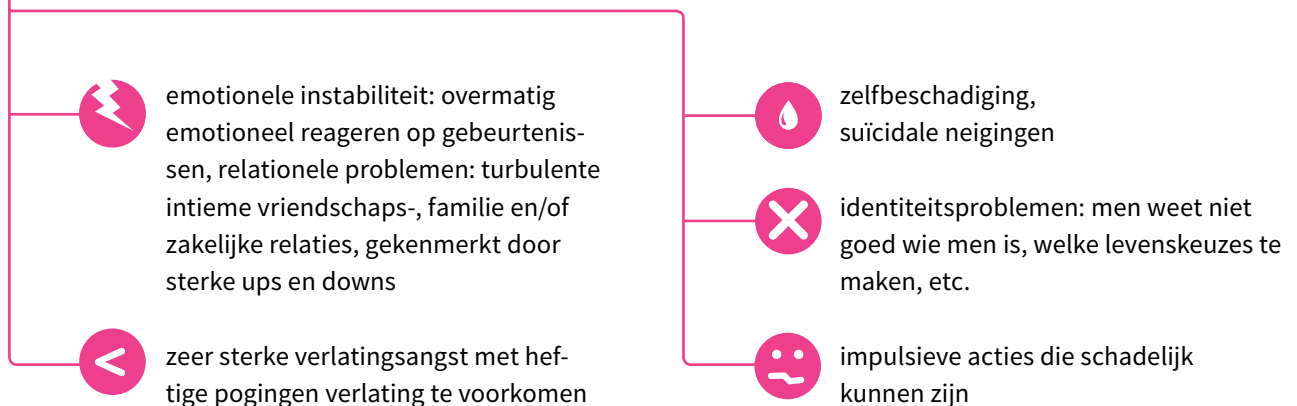 emotionele instabiliteit: overmatig
emotioneel reageren op gebeurtenis-
sen, relationele problemen: turbulente
intieme vriendschaps-, familie en/of
zakelijke relaties, gekenmerkt door
sterke ups en downs
zeer sterke verlatingsangst met hef-
tige pogingen verlating te voorkomen
zelfbeschadiging,
suïcidale neigingen
identiteitsproblemen: men weet niet
goed wie men is, welke levenskeuzes te
maken, etc.
impulsieve acties die schadelijk
kunnen zijn